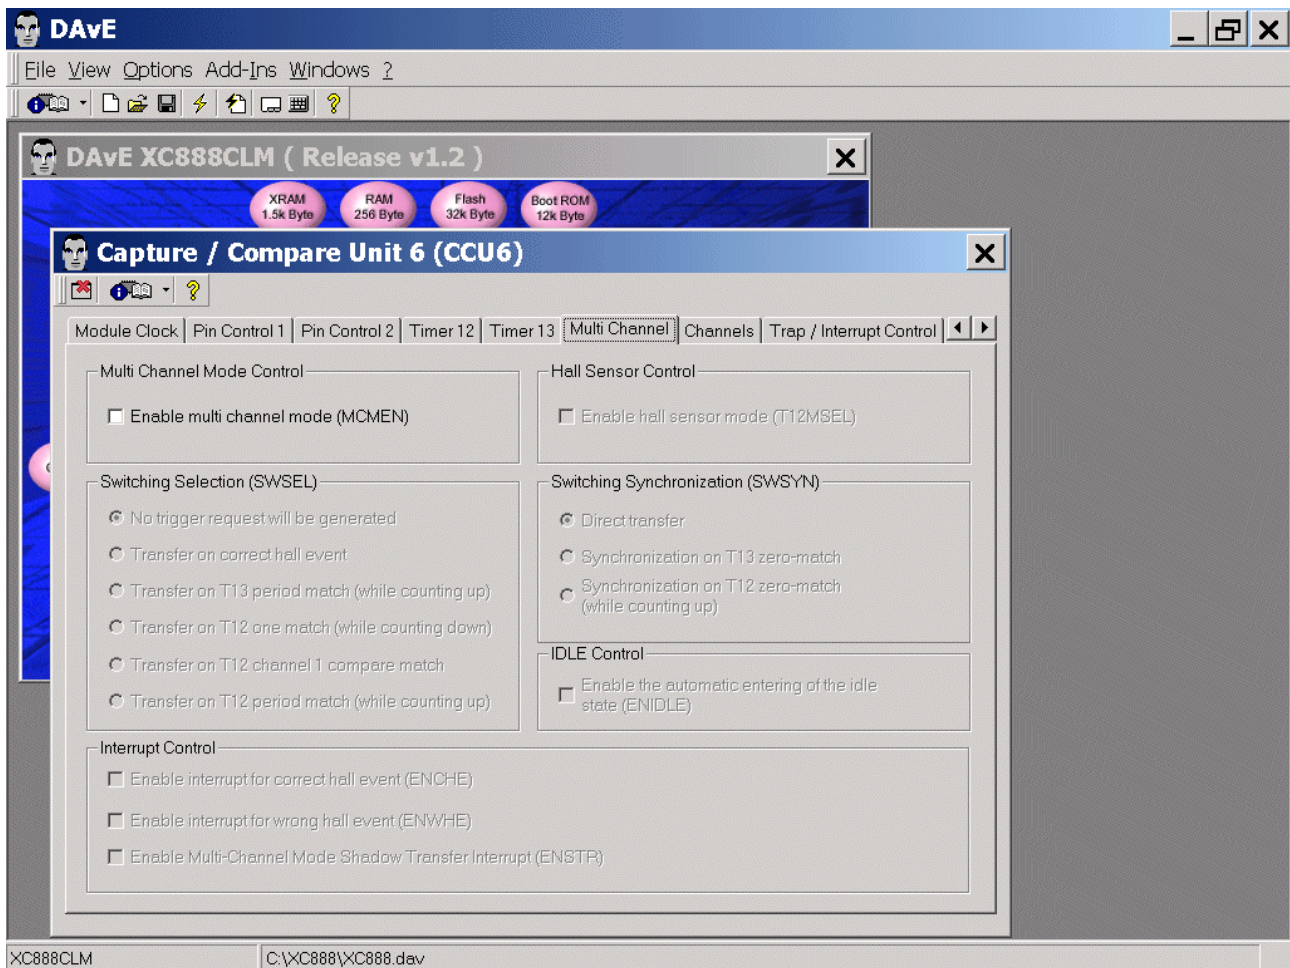 DAvE
File View Options Add-Ins Windows ?
DAvE XC888CLM ( Release v1.2 )
XRAM
1.5k Byte
RAM
256 Byte
Flash
32k Byte
Boot ROM
12k Byte
Capture / Compare Unit 6 (CCU6)
Module Clock Pin Control 1 Pin Control 2 Timer 12 Timer 13 Multi Channel Channels Trap / Interrupt Control
Multi Channel Mode Control
Enable multi channel mode (MCMEN)
Hall Sensor Control
Enable hall sensor mode (T12MSEL)
Switching Selection (SWSEL)
No trigger request will be generated
Transfer on correct hall event
Transfer on T13 period match (while counting up)
Transfer on T12 one match (while counting down)
Transfer on T12 channel 1 compare match
Transfer on T12 period match (while counting up)
Switching Synchronization (SWSYN)
Direct transfer
Synchronization on T13 zero-match
Synchronization on T12 zero-match
(while counting up)
IDLE Control
Enable the automatic entering of the idle
state (ENIDLE)
Interrupt Control
Enable interrupt for correct hall event (ENCHE)
Enable interrupt for wrong hall event (ENWHE)
Enable Multi-Channel Mode Shadow Transfer Interrupt (ENSTR)
XC888CLM
C:\XC888\XC888.dav